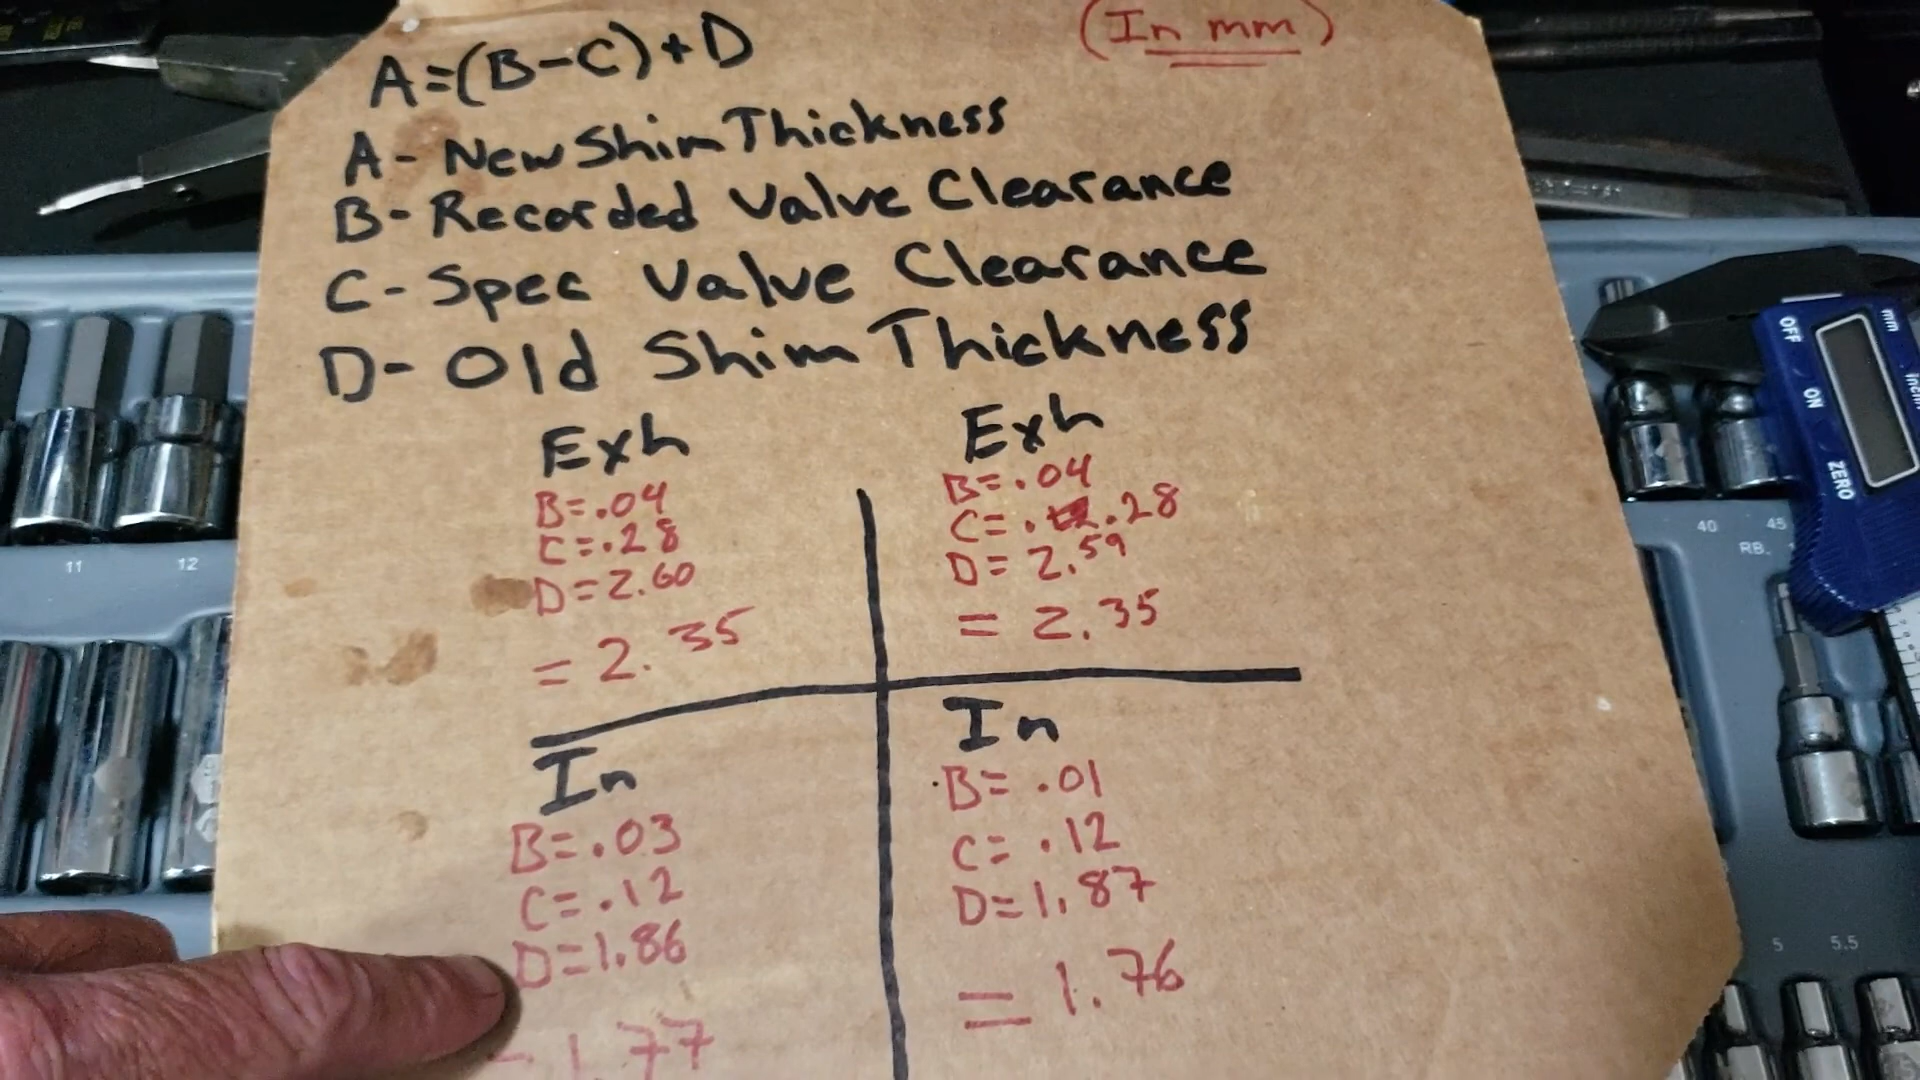 (In mm)
A=(B-C)+D
A- New Shim Thickness
B- Recorded Valve Clearance
C- Spec Valve Clearance
D- Old Shim Thickness
Exh
B=.04
C=.28
D=2.60
= 2.35
Exh
B=.04
C=. .28
D=2.59
= 2.35
In
B=.03
C=.12
D=1.86
= 1.77
In
B=.01
C=.12
D=1.87
= 1.76
11
12
OFF
ON
ZERO
mm
40
45
RB.
5
5.5